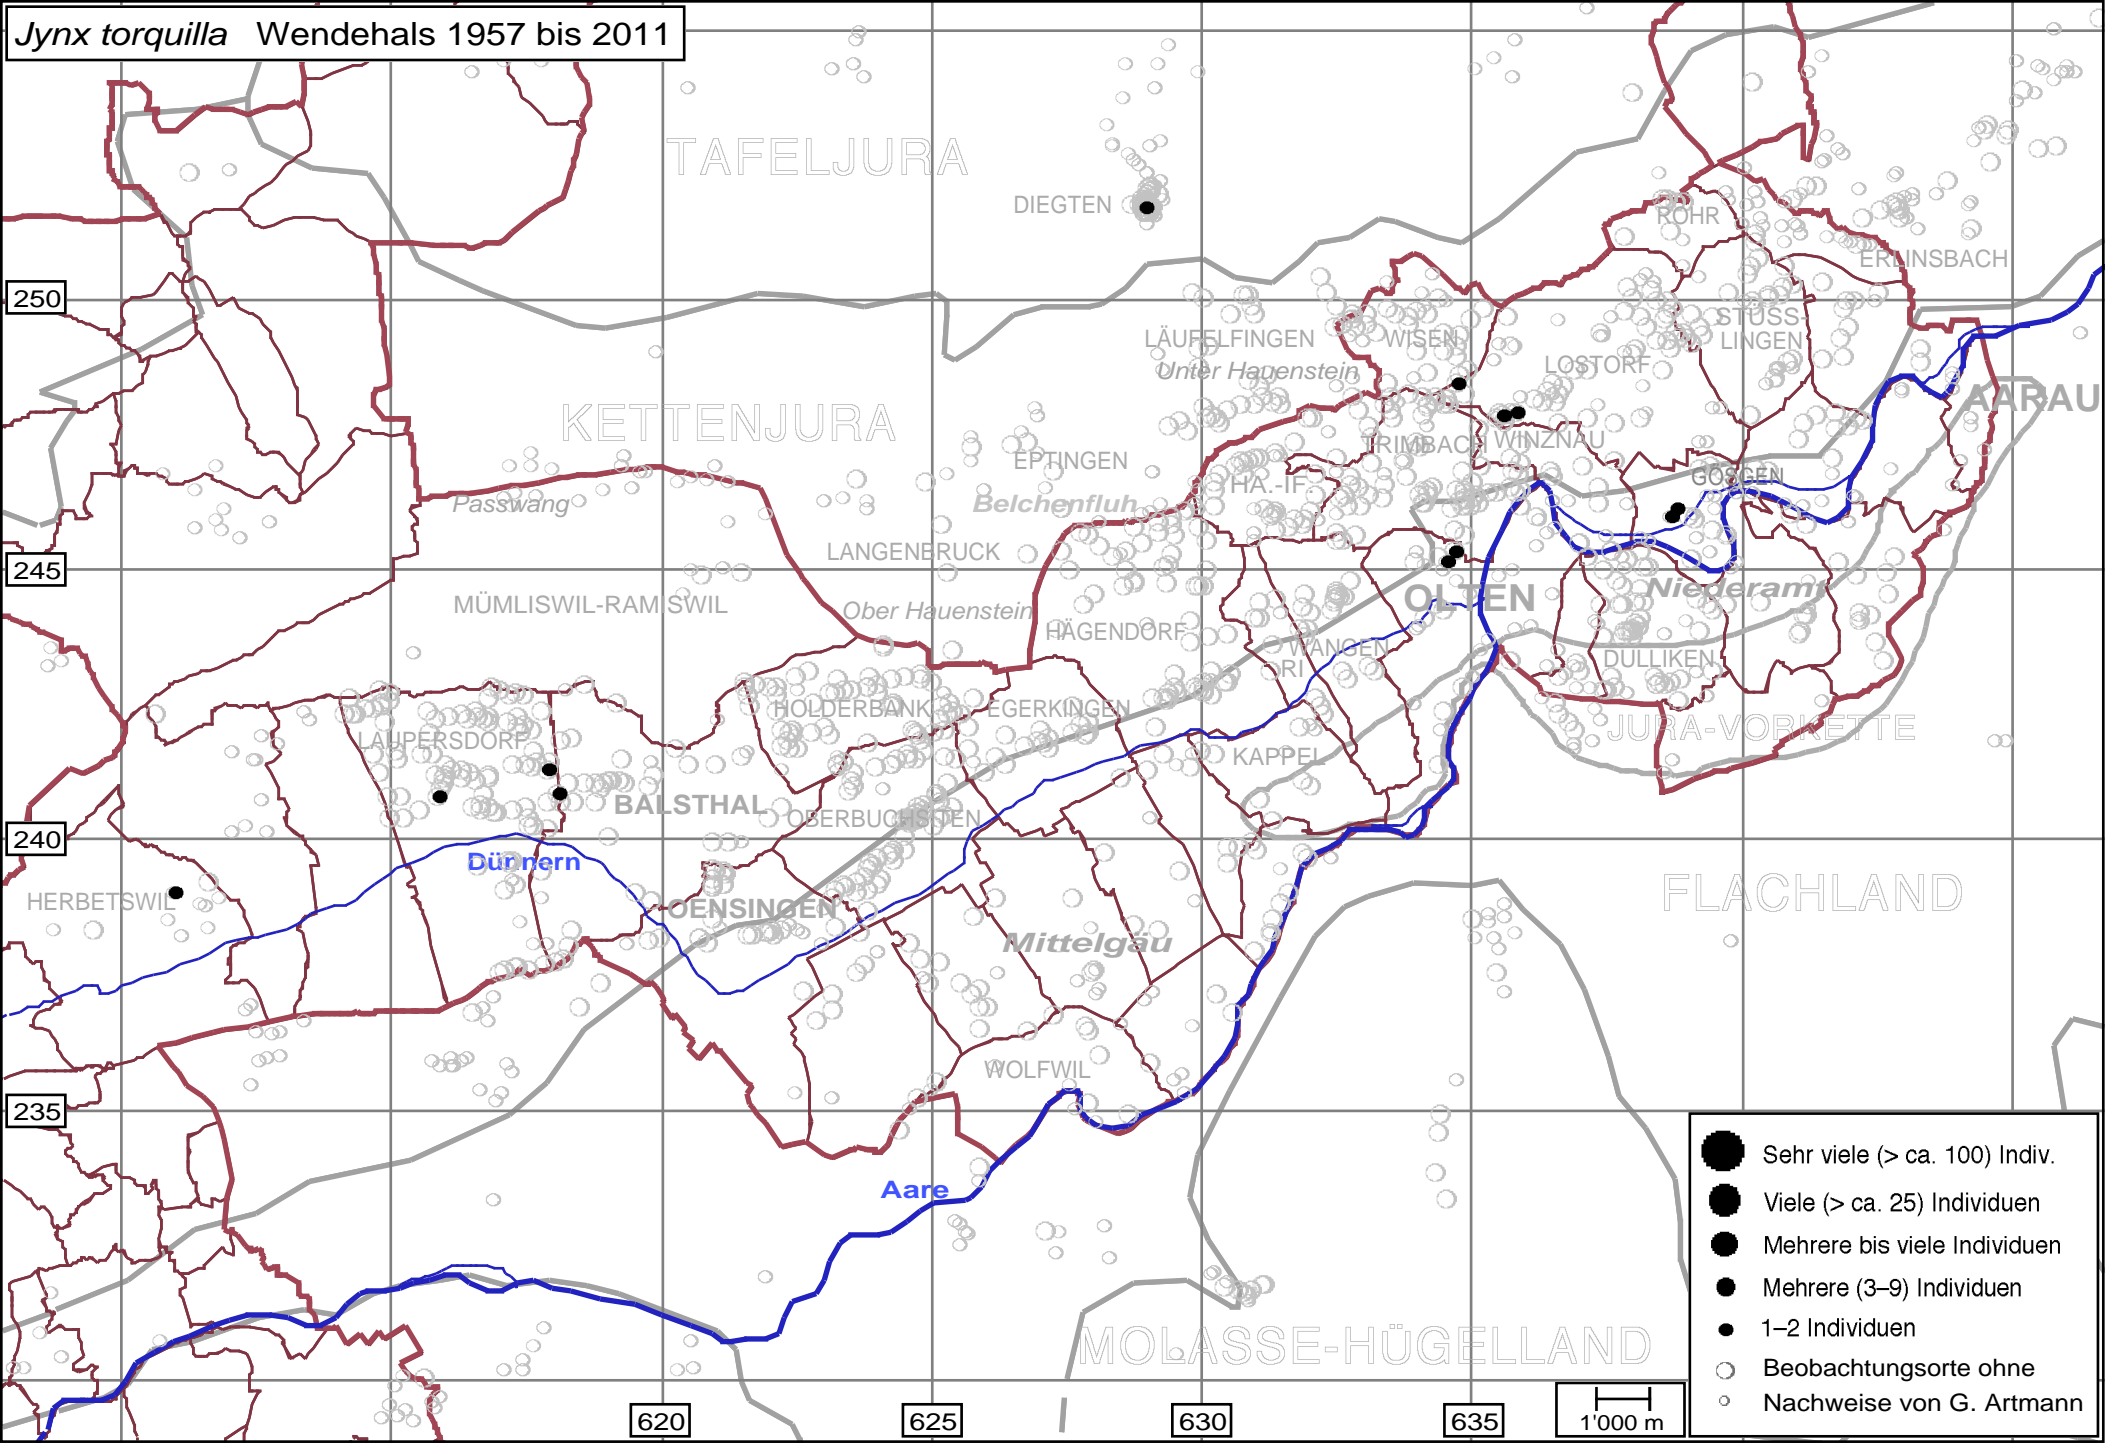 Jynx torquilla Wendehals 1957 bis 2011
TAFELJURA
DIEGTEN
ROHR
ERLINSBACH
250
LÄUFELFINGEN
WISEN
STÜSS-
LINGEN
Unter Hauenstein
LOSTORF
AARAU
KETTENJURA
TRIMBACH
WINZNAU
EPTINGEN
GÖSGEN
HA.-IF.
Passwang
Belchenfluh
LANGENBRUCK
245
Niederamt
OLTEN
MÜMLISWIL-RAMISWIL
Ober Hauenstein
HÄGENDORF
WANGEN
RI
DULLIKEN
HOLDERBANK
EGERKINGEN
JURA-VORKETTE
LAUPERSDORF
KAPPEL
BALSTHAL
OBERBUCHSITEN
240
Dünnern
FLACHLAND
HERBETSWIL
OENSINGEN
Mittelgäu
WOLFWIL
235
Aare
Sehr viele (> ca. 100) Indiv.
Viele (> ca. 25) Individuen
Mehrere bis viele Individuen
Mehrere (3–9) Individuen
1–2 Individuen
Beobachtungsorte ohne
Nachweise von G. Artmann
MOLASSE-HÜGELLAND
620
625
630
635
1'000 m